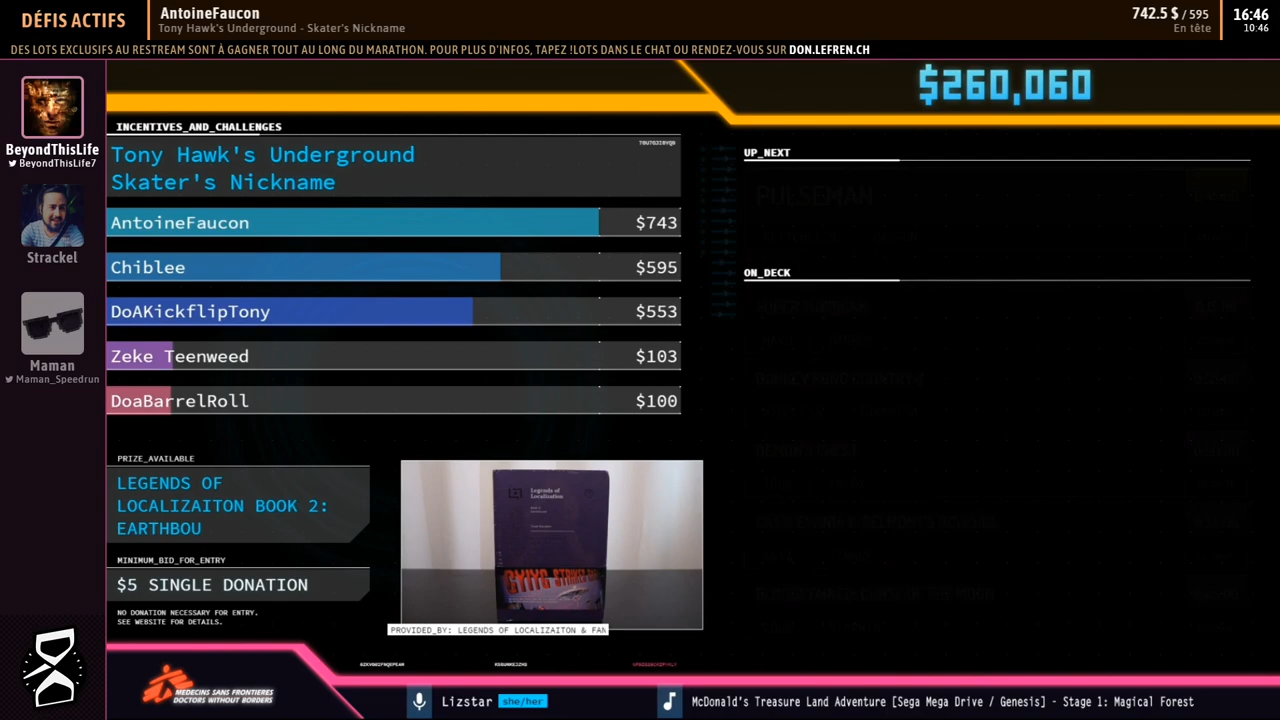 DÉFIS ACTIFS
AntoineFaucon
Tony Hawk's Underground - Skater's Nickname
742.5 $ / 595
En tête
16:46
10:46
DES LOTS EXCLUSIFS AU RESTREAM SONT À GAGNER TOUT AU LONG DU MARATHON. POUR PLUS D'INFOS, TAPEZ !LOTS DANS LE CHAT OU RENDEZ-VOUS SUR DON.LEFREN.CH
$260,060
BeyondThisLife
BeyondThisLife7
Strackel
Maman
Maman_Speedrun
INCENTIVES_AND_CHALLENGES
Tony Hawk's Underground
Skater's Nickname
AntoineFaucon $743
Chiblee $595
DoAKickflipTony $553
Zeke Teenweed $103
DoaBarrelRoll $100
UP_NEXT
PULSEMAN
ON_DECK
PRIZE_AVAILABLE
LEGENDS OF
LOCALIZAITON BOOK 2:
EARTHBOU
MINIMUM_BID_FOR_ENTRY
$5 SINGLE DONATION
NO DONATION NECESSARY FOR ENTRY.
SEE WEBSITE FOR DETAILS.
Legends of
Localization
PROVIDED_BY: LEGENDS OF LOCALIZAITON & FAN
MEDECINS SANS FRONTIERES
DOCTORS WITHOUT BORDERS
Lizstar she/her
McDonald's Treasure Land Adventure [Sega Mega Drive / Genesis] - Stage 1: Magical Forest